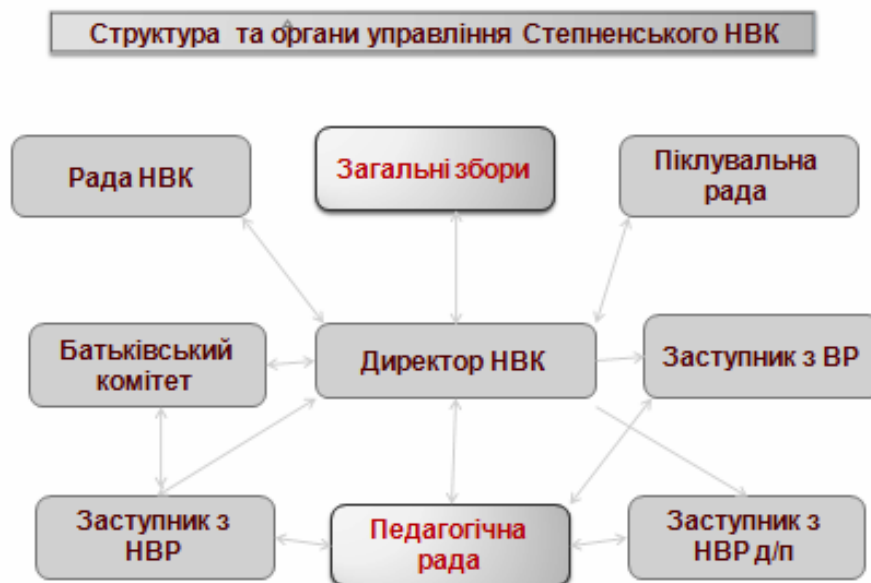 Структура та органи управління Степненського НВК
Рада НВК
Загальні збори
Піклувальна
рада
Батьківський
комітет
Директор НВК
Заступник з ВР
Заступник з
НВР
Педагогічна
рада
Заступник з
НВР д/п